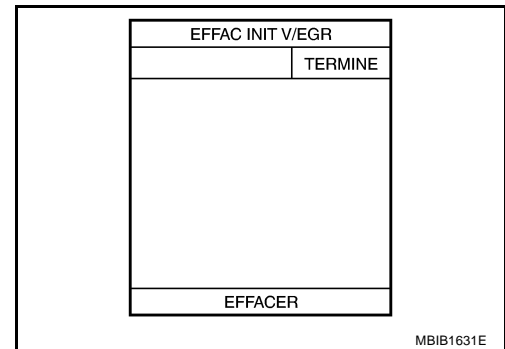 EFFAC INIT V/EGR
TERMINE
EFFACER
MBIB1631E